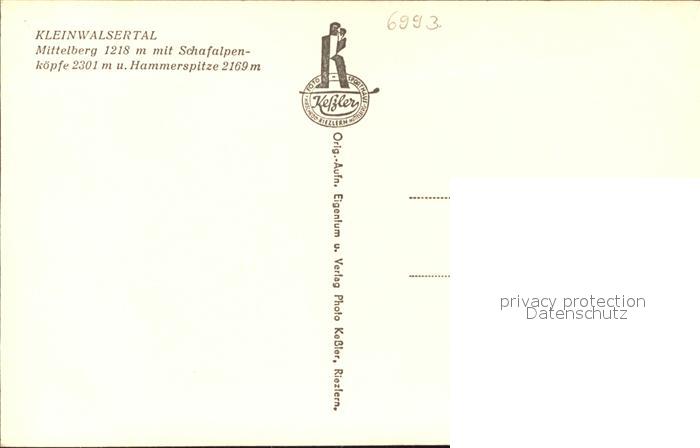 KLEINWALSERTAL
Mittelberg 1218 m mit Schafalpen-
köpfe 2301 m u. Hammerspitze 2169 m
6993.
Keßler
RIEZLERN
Orig.-Aufn. Eigentum u. Verlag Photo Keßler, Riezlern.
privacy protection
Datenschutz